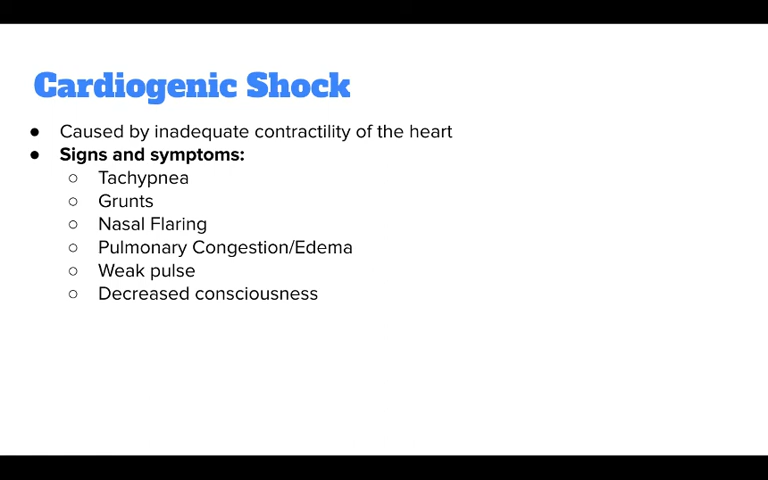 Cardiogenic Shock
● Caused by inadequate contractility of the heart
● Signs and symptoms:
○ Tachypnea
○ Grunts
○ Nasal Flaring
○ Pulmonary Congestion/Edema
○ Weak pulse
○ Decreased consciousness